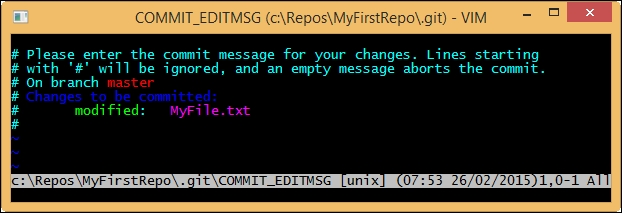 COMMIT_EDITMSG (c:\Repos\MyFirstRepo\.git) - VIM
# Please enter the commit message for your changes. Lines starting
# with '#' will be ignored, and an empty message aborts the commit.
# On branch master
# Changes to be committed:
#       modified:   MyFile.txt
#
~
~
~
c:\Repos\MyFirstRepo\.git\COMMIT_EDITMSG [unix] (07:53 26/02/2015)1,0-1 All